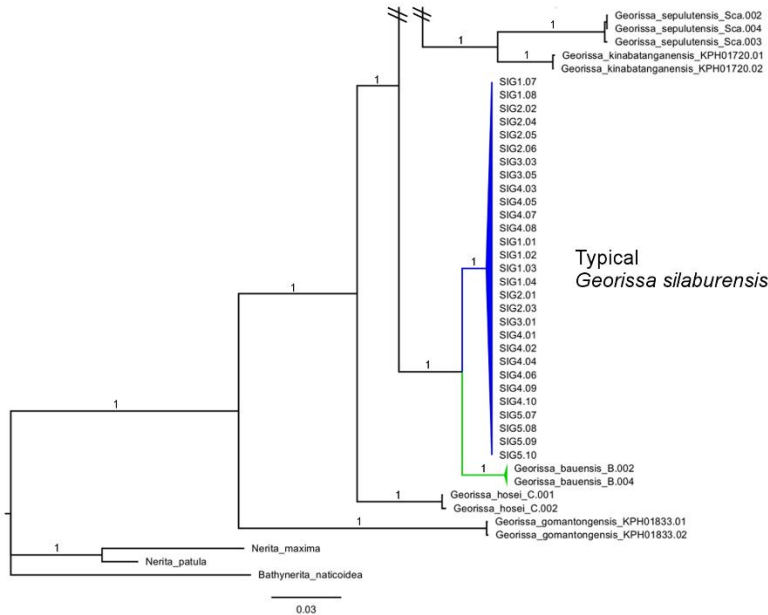 Georissa_sepulutensis_Sca.002
1
Georissa_sepulutensis_Sca.004
Georissa_sepulutensis_Sca.003
1
1
Georissa_kinabatanganensis_KPH01720.01
Georissa_kinabatanganensis_KPH01720.02
1
SIG1.07
SIG1.08
SIG2.02
SIG2.04
SIG2.05
SIG2.06
SIG3.03
SIG3.05
SIG4.03
SIG4.05
SIG4.07
SIG4.08
SIG1.01
SIG1.02
Typical
1
SIG1.03
Georissa silaburensis
SIG1.04
1
SIG2.01
SIG2.03
SIG3.01
SIG4.01
SIG4.02
1
SIG4.04
SIG4.06
SIG4.09
1
SIG4.10
SIG5.07
SIG5.08
SIG5.09
SIG5.10
1
Georissa_bauensis_B.002
Georissa_bauensis_B.004
1
Georissa_hosei_C.001
Georissa_hosei_C.002
1
Georissa_gomantongensis_KPH01833.01
Georissa_gomantongensis_KPH01833.02
1
Nerita_maxima
Nerita_patula
Bathynerita_naticoidea
0.03